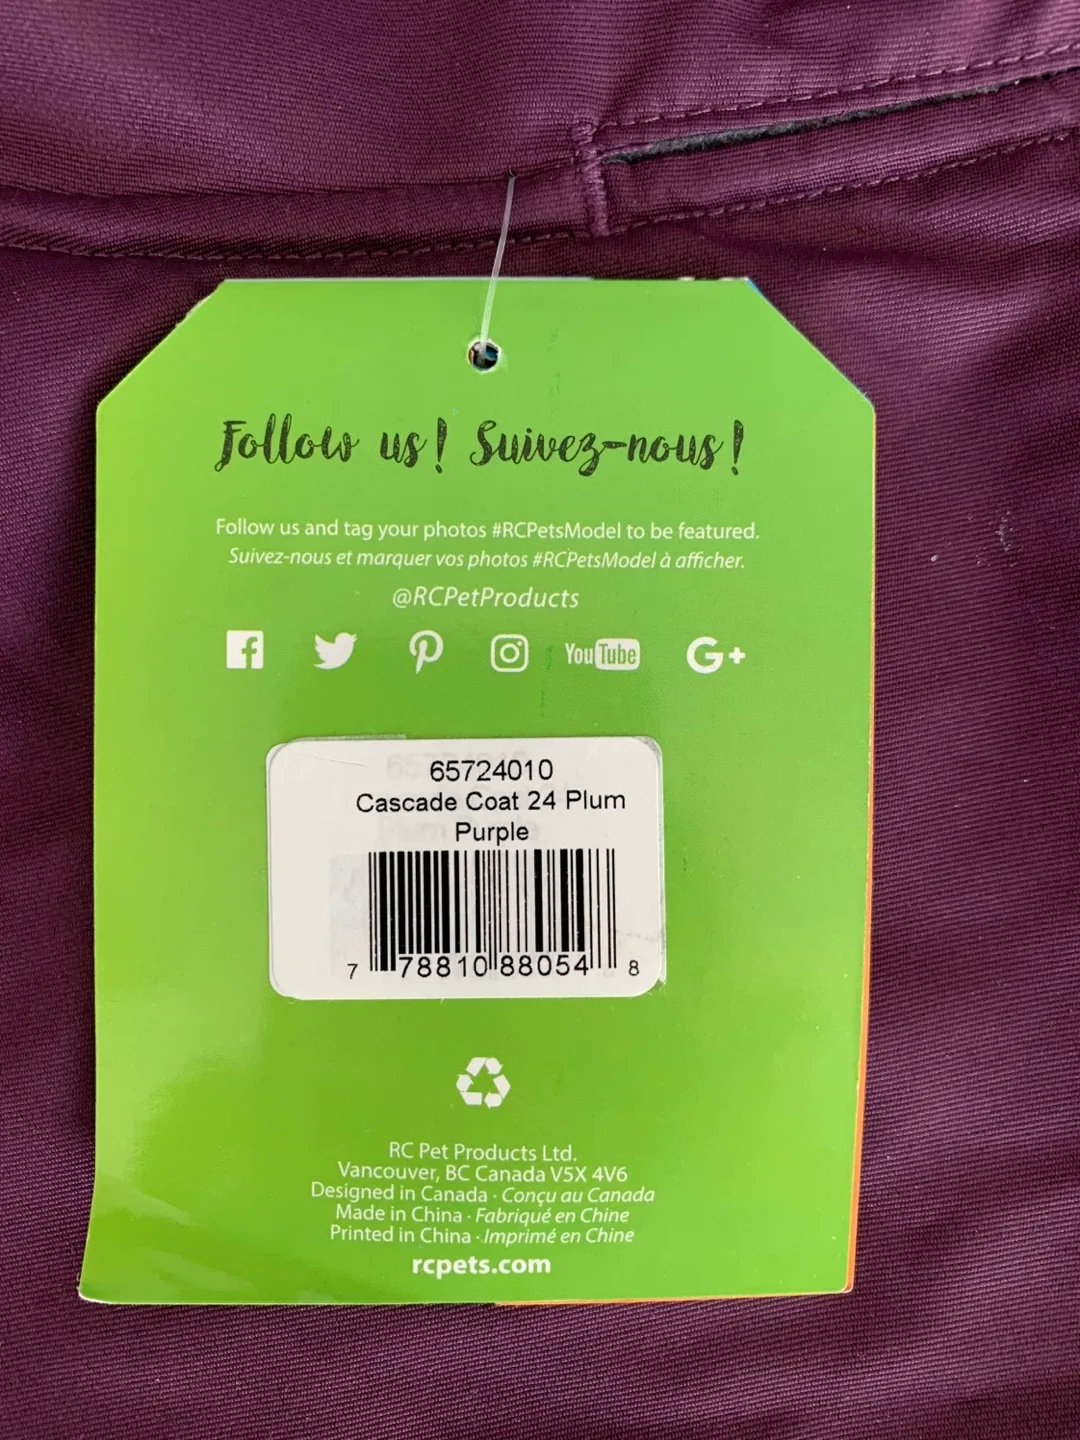 Follow us! Suivez-nous!
Follow us and tag your photos #RCPetsModel to be featured.
Suivez-nous et marquer vos photos #RCPetsModel à afficher.
@RCPetProducts
You Tube
G+
65724010
Cascade Coat 24 Plum
Purple
7 78810 88054 8
RC Pet Products Ltd.
Vancouver, BC Canada V5X 4V6
Designed in Canada · Conçu au Canada
Made in China · Fabriqué en Chine
Printed in China · Imprimé en Chine
rcpets.com